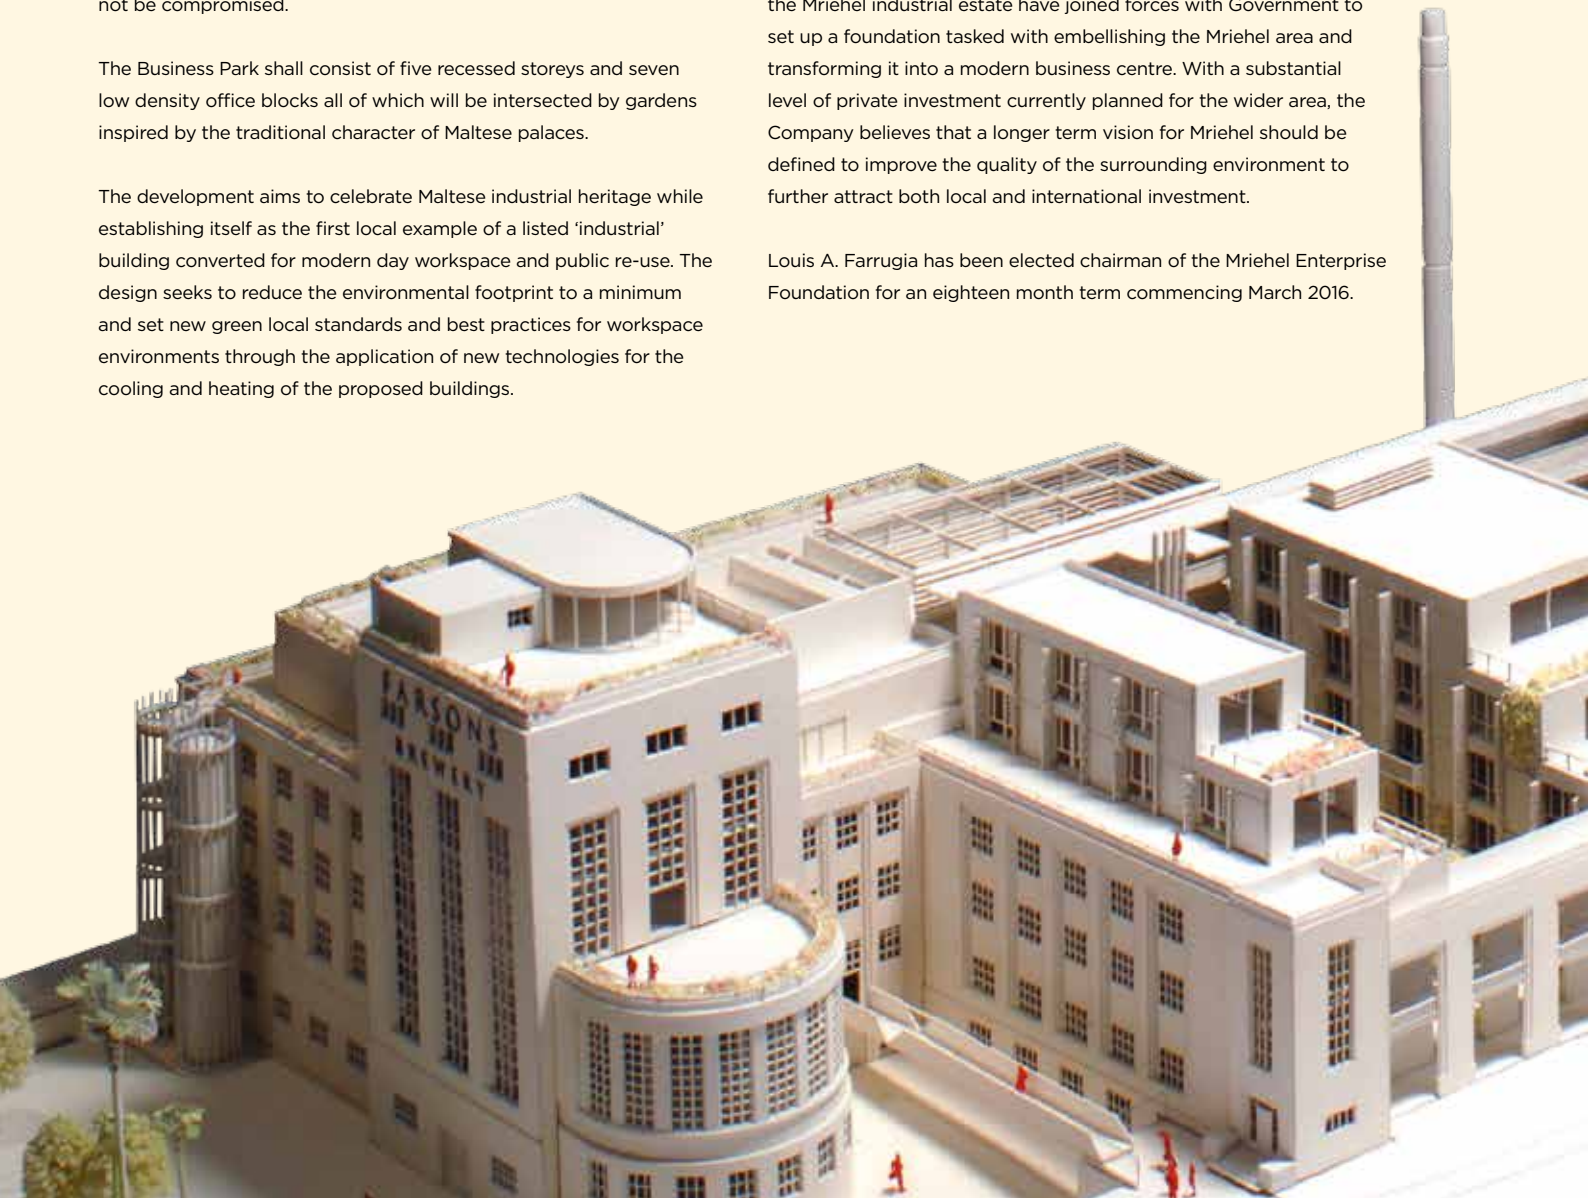 not be compromised.
The Business Park shall consist of five recessed storeys and seven
low density office blocks all of which will be intersected by gardens
inspired by the traditional character of Maltese palaces.
The development aims to celebrate Maltese industrial heritage while
establishing itself as the first local example of a listed ‘industrial’
building converted for modern day workspace and public re-use. The
design seeks to reduce the environmental footprint to a minimum
and set new green local standards and best practices for workspace
environments through the application of new technologies for the
cooling and heating of the proposed buildings.
the Mriehel industrial estate have joined forces with Government to
set up a foundation tasked with embellishing the Mriehel area and
transforming it into a modern business centre. With a substantial
level of private investment currently planned for the wider area, the
Company believes that a longer term vision for Mriehel should be
defined to improve the quality of the surrounding environment to
further attract both local and international investment.
Louis A. Farrugia has been elected chairman of the Mriehel Enterprise
Foundation for an eighteen month term commencing March 2016.
FARSONS
BREWERY